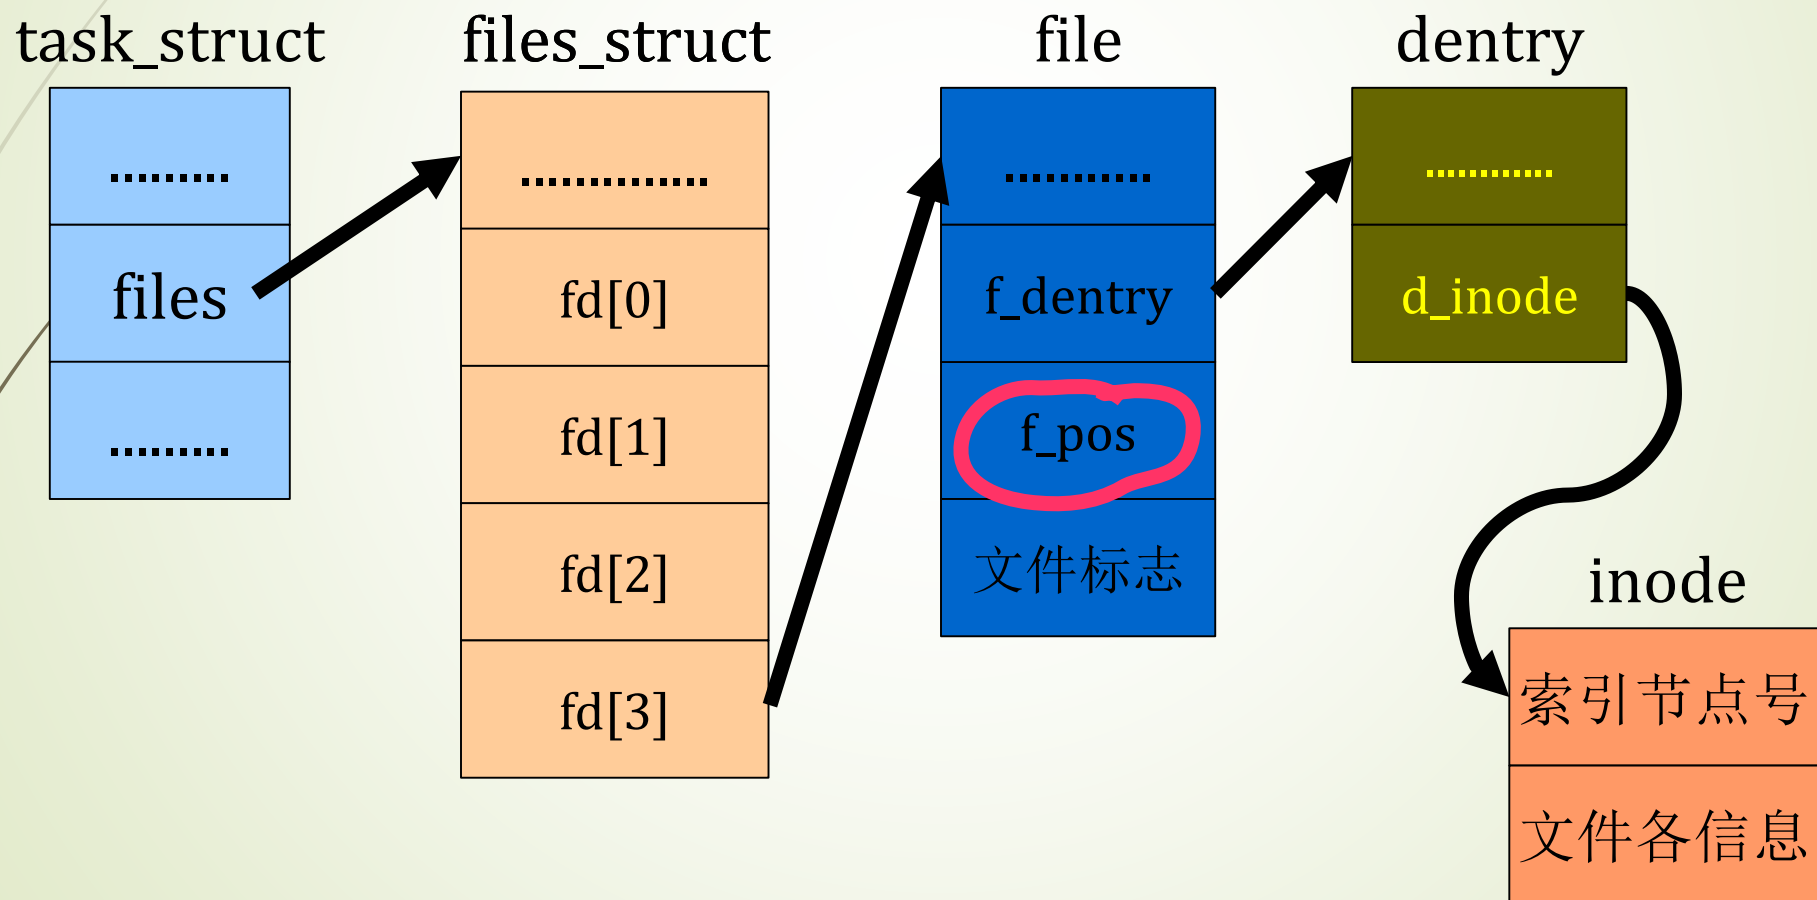 task_struct
.........
files
.........
files_struct
..............
fd[0]
fd[1]
fd[2]
fd[3]
file
...........
f_dentry
f_pos
文件标志
dentry
............
d_inode
inode
索引节点号
文件各信息